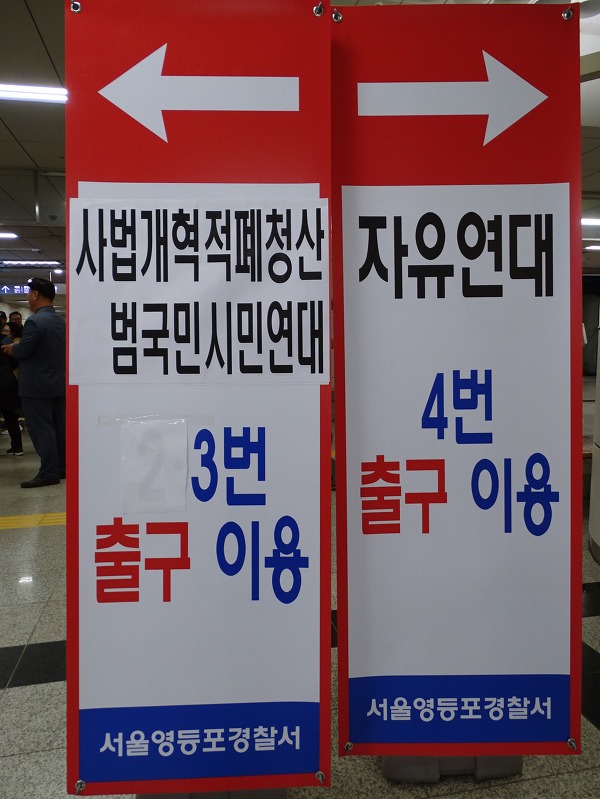 사법개혁적폐청산
범국민시민연대
3번
출구 이용
서울영등포경찰서
자유연대
4번
출구 이용
서울영등포경찰서